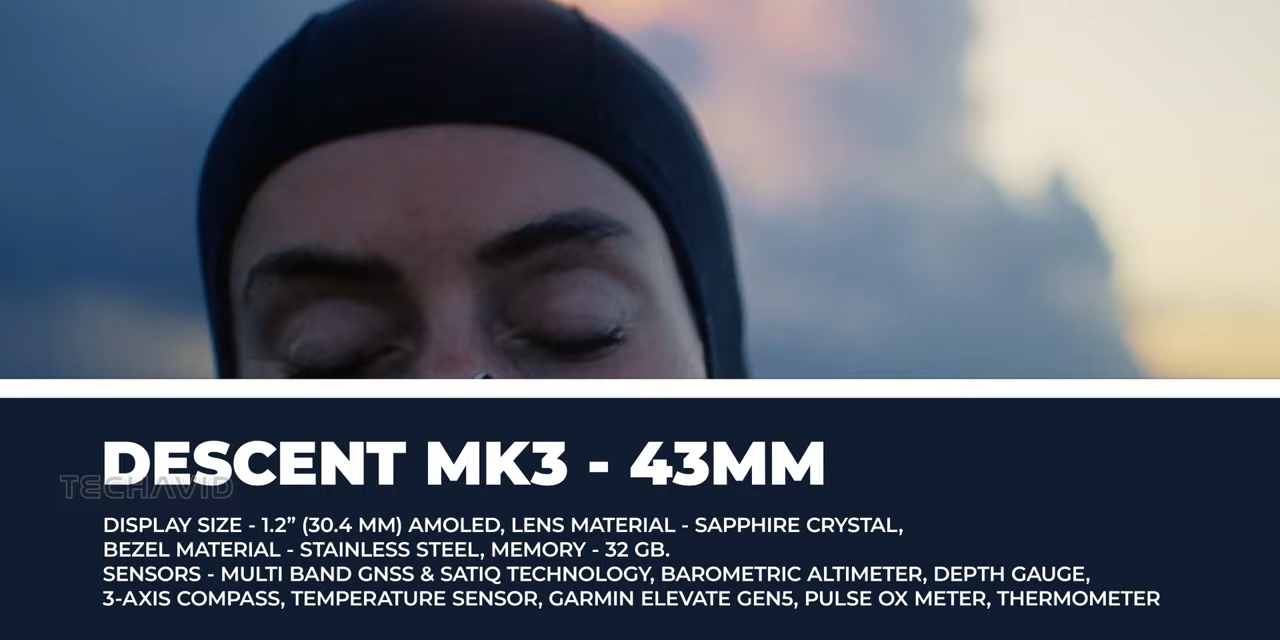 DESCENT MK3 - 43MM
TECHAVID
DISPLAY SIZE - 1.2” (30.4 MM) AMOLED, LENS MATERIAL - SAPPHIRE CRYSTAL,
BEZEL MATERIAL - STAINLESS STEEL, MEMORY - 32 GB.
SENSORS - MULTI BAND GNSS & SATIQ TECHNOLOGY, BAROMETRIC ALTIMETER, DEPTH GAUGE,
3-AXIS COMPASS, TEMPERATURE SENSOR, GARMIN ELEVATE GEN5, PULSE OX METER, THERMOMETER